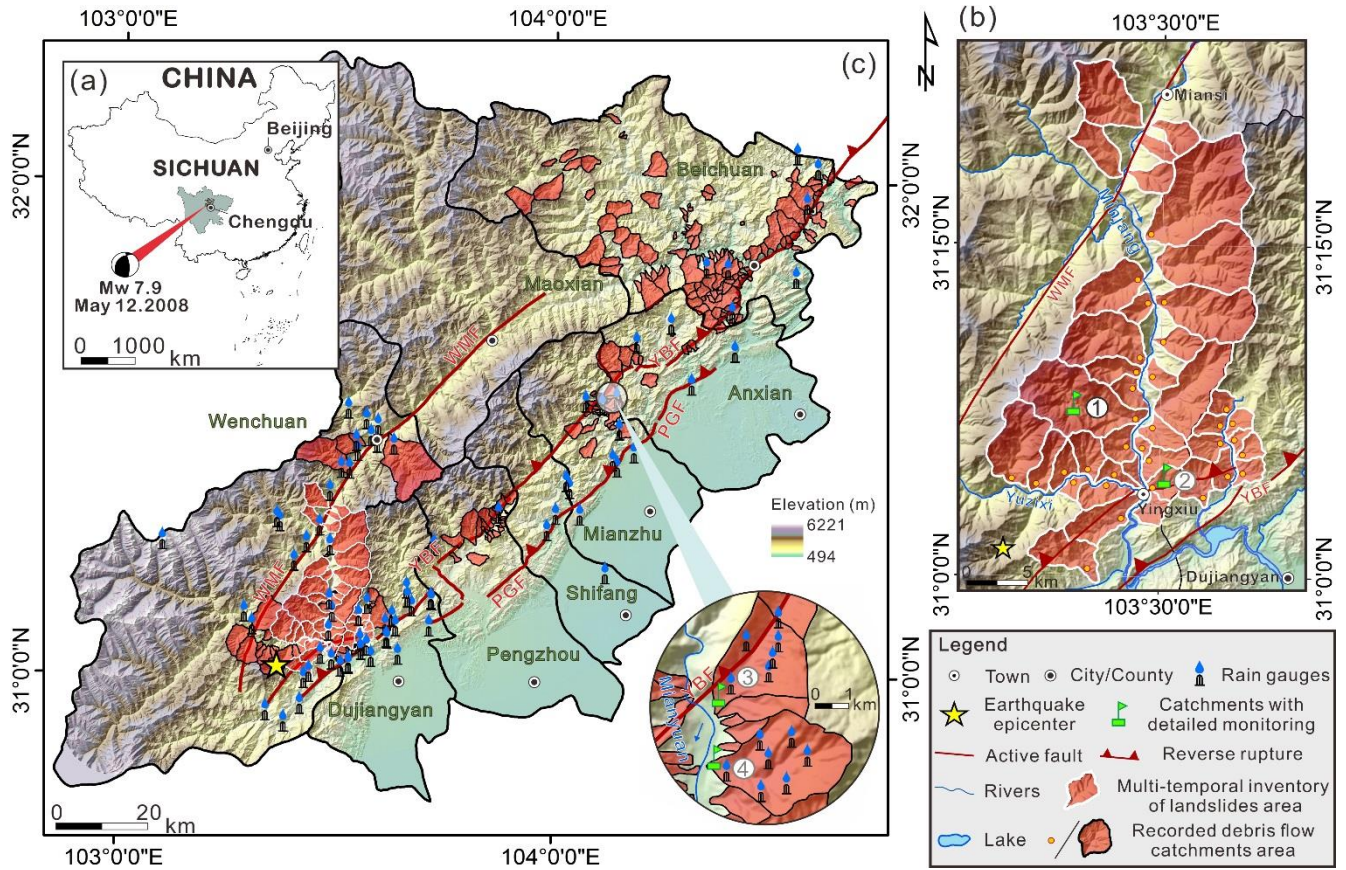 103°0'0"E
104°0'0"E
(a)
CHINA
Beijing
SICHUAN
Chengdu
Mw 7.9
May 12.2008
0 1000
km
(c)
32°0'0"N
32°0'0"N
31°0'0"N
31°0'0"N
Beichuan
Maoxian
WMF
YBF
Anxian
PGF
Wenchuan
Elevation (m)
6221
494
Mianzhu
WMF
YBF
PGF
Shifang
Pengzhou
Dujiangyan
YBF
3
0 1
km
Mianyuan
4
0 20
km
103°0'0"E
104°0'0"E
N
(b)
103°30'0"E
Miansi
Minjiang
31°15'0"N
31°15'0"N
WMF
1
2
Yuzixi
Yingxiu
YBF
Dujiangyan
0 5
km
31°0'0"N
31°0'0"N
103°30'0"E
Legend
Town
City/County
Rain gauges
Earthquake
epicenter
Catchments with
detailed monitoring
Active fault
Reverse rupture
Rivers
Multi-temporal inventory
of landslides area
Lake
Recorded debris flow
catchments area